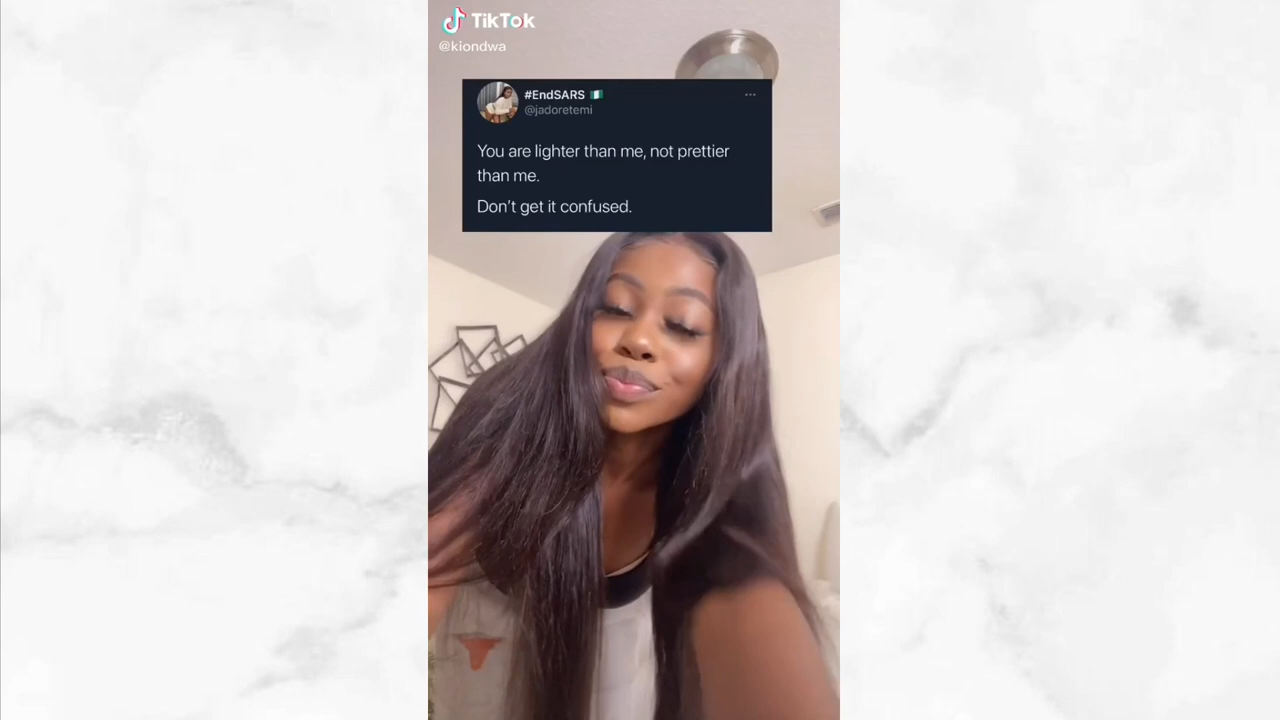 TikTok
@kiondwa
#EndSARS
@jadoretemi
You are lighter than me, not prettier
than me.
Don't get it confused.